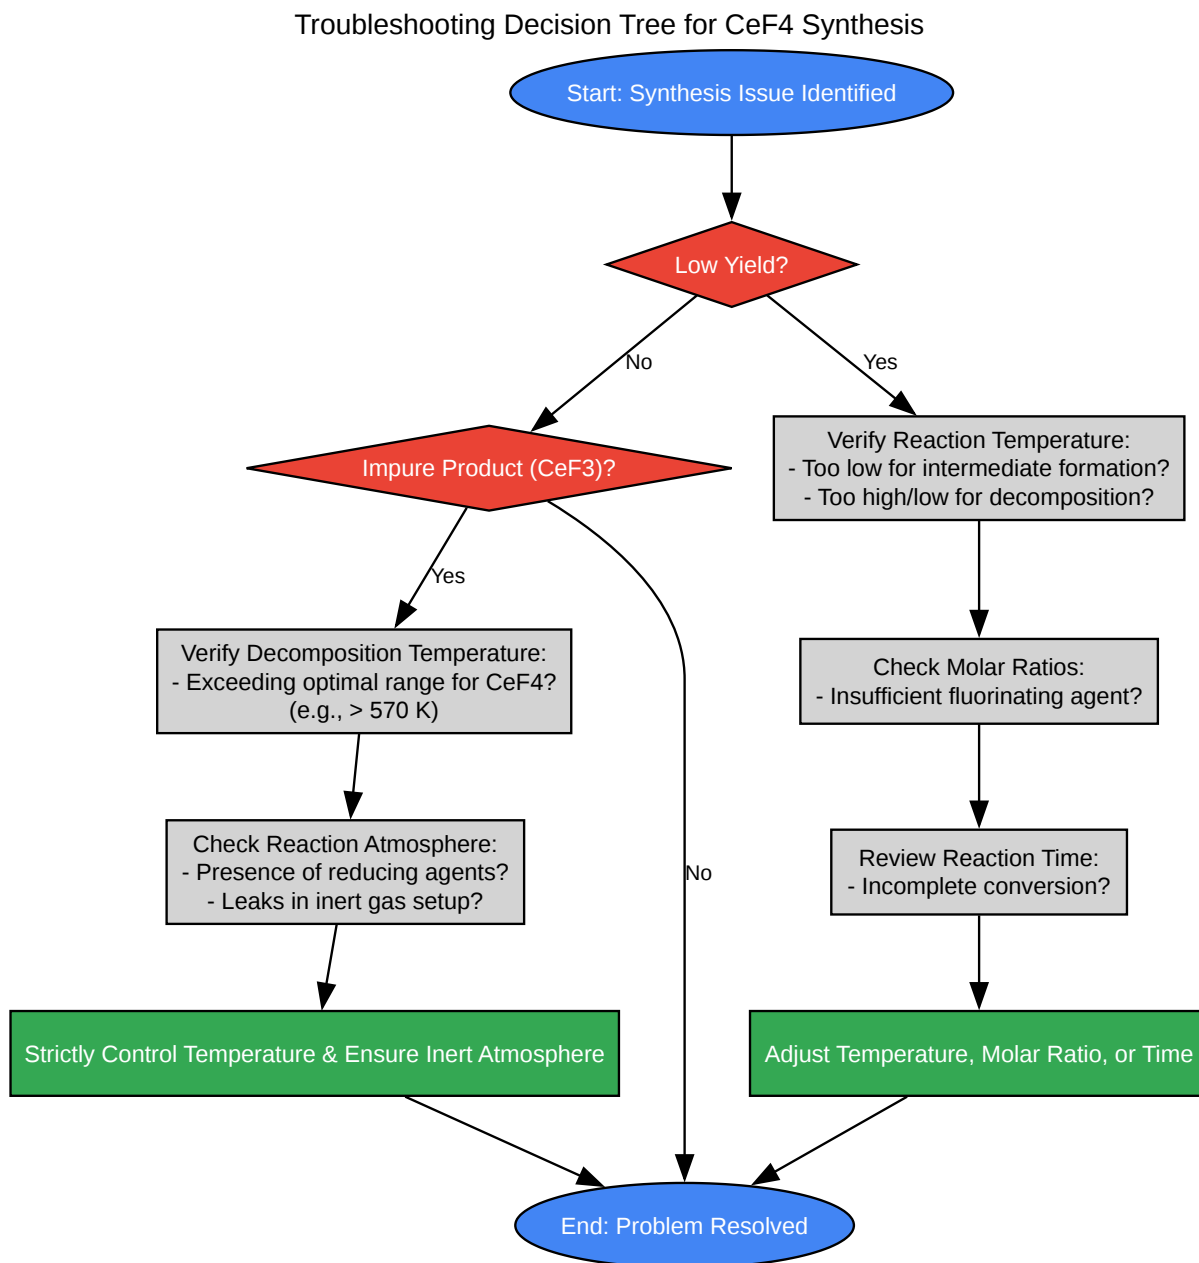 Troubleshooting Decision Tree for CeF4 Synthesis
Start: Synthesis Issue Identified
Low Yield?
No
Yes
Impure Product (CeF3)?
Verify Reaction Temperature:
- Too low for intermediate formation?
- Too high/low for decomposition?
Yes
Verify Decomposition Temperature:
- Exceeding optimal range for CeF4?
(e.g., > 570 K)
Check Molar Ratios:
- Insufficient fluorinating agent?
Check Reaction Atmosphere:
- Presence of reducing agents?
- Leaks in inert gas setup?
No
Review Reaction Time:
- Incomplete conversion?
Strictly Control Temperature & Ensure Inert Atmosphere
Adjust Temperature, Molar Ratio, or Time
End: Problem Resolved